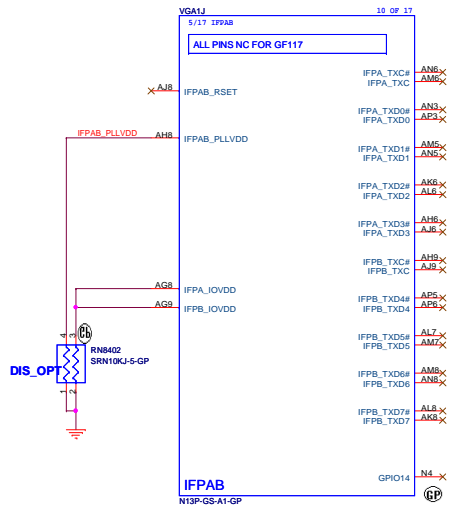 VGA1J 10 OF 17
5/17 IFPAB
ALL PINS NC FOR GF117
AN6 IFPA_TXC#
AM6 IFPA_TXC
AJ8 IFPAB_RSET
AN3 IFPA_TXD0#
AP3 IFPA_TXD0
IFPAB_PLLVDD AH8 IFPAB_PLLVDD
AM5 IFPA_TXD1#
AN5 IFPA_TXD1
AK6 IFPA_TXD2#
AL6 IFPA_TXD2
AH6 IFPA_TXD3#
AJ6 IFPA_TXD3
AH9 IFPB_TXC#
AJ9 IFPB_TXC
AG8 IFPA_IOVDD
AG9 IFPB_IOVDD
AP5 IFPB_TXD4#
AP6 IFPB_TXD4
4 3
RN8402
SRN10KJ-5-GP
DIS_OPT
1 2
AL7 IFPB_TXD5#
AM7 IFPB_TXD5
AM8 IFPB_TXD6#
AN8 IFPB_TXD6
AL8 IFPB_TXD7#
AK8 IFPB_TXD7
N4 GPIO14
IFPAB
GP
N13P-GS-A1-GP